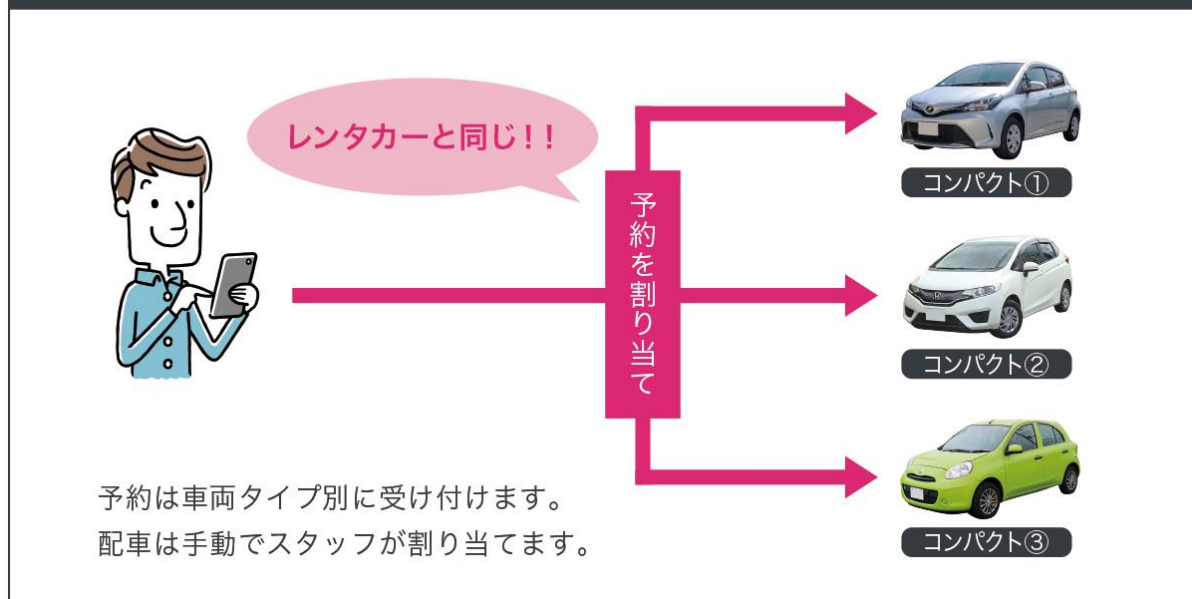 レンタカーと同じ!!
予約を割り当て
コンパクト①
コンパクト②
コンパクト③
予約は車両タイプ別に受け付けます。
配車は手動でスタッフが割り当てます。